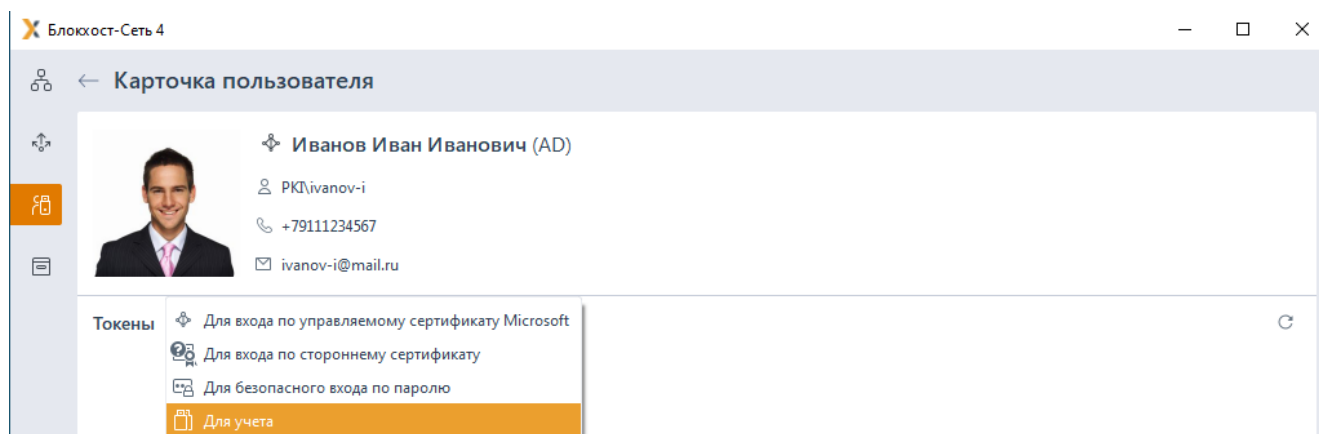 Блокхост-Сеть 4
Карточка пользователя
Иванов Иван Иванович (AD)
PKI\ivanov-i
+79111234567
ivanov-i@mail.ru
Токены
Для входа по управляемому сертификату Microsoft
Для входа по стороннему сертификату
Для безопасного входа по паролю
Для учета